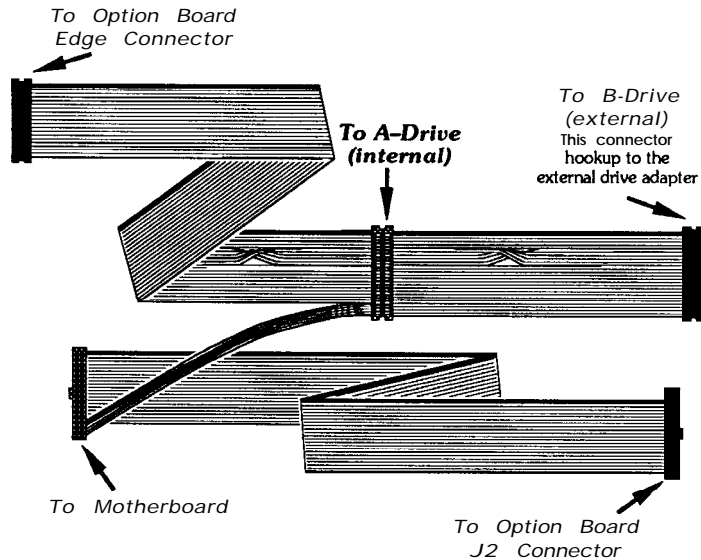 To Option Board
Edge Connector
To A-Drive
(internal)
To B-Drive
(external)
This connector
hookup to the
external drive adapter
To Motherboard
To Option Board
J2 Connector